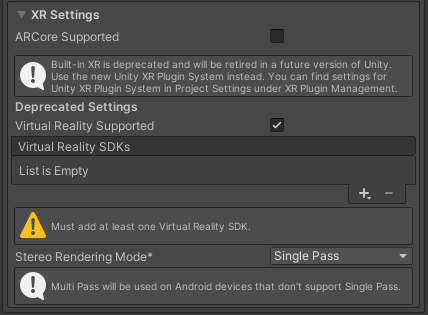 XR Settings
ARCore Supported
Built-in XR is deprecated and will be retired in a future version of Unity.
Use the new Unity XR Plugin System instead. You can find settings for
Unity XR Plugin System in Project Settings under XR Plugin Management.
Deprecated Settings
Virtual Reality Supported
Virtual Reality SDKs
List is Empty
Must add at least one Virtual Reality SDK.
Stereo Rendering Mode* Single Pass
Multi Pass will be used on Android devices that don't support Single Pass.